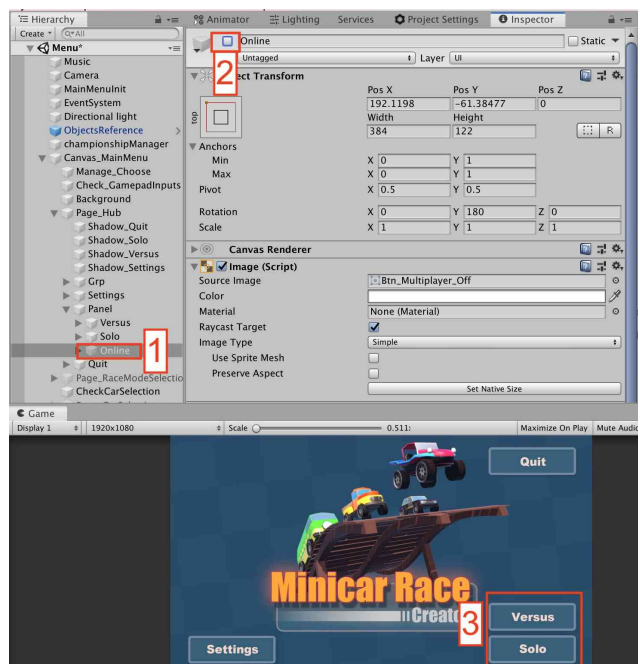 Hierarchy
Create
All
Menu*
Music
Camera
MainMenuInit
EventSystem
Directional light
ObjectsReference
championshipManager
Canvas_MainMenu
Manage_Choose
Check_GamepadInputs
Background
Page_Hub
Shadow_Quit
Shadow_Solo
Shadow_Versus
Shadow_Settings
Grp
Settings
Panel
Versus
Solo
Online
1
Quit
Page_RaceModeSelectio
CheckCarSelection
Animator Lighting Services Project Settings Inspector
Online Static
2
Untagged Layer UI
ect Transform
Pos X Pos Y Pos Z
192.1198 -61.38477 0
Width Height
384 122
R
top
Anchors
Min X 0 Y 1
Max X 0 Y 1
Pivot X 0.5 Y 0.5
Rotation X 0 Y 180 Z 0
Scale X 1 Y 1 Z 1
Canvas Renderer
Image (Script)
Source Image Btn_Multiplayer_Off
Color
Material None (Material)
Raycast Target
Image Type Simple
Use Sprite Mesh
Preserve Aspect
Set Native Size
Game
Display 1 1920x1080 Scale 0.511: Maximize On Play Mute Audio
Quit
Minicar Race
Creato
3
Versus
Settings
Solo